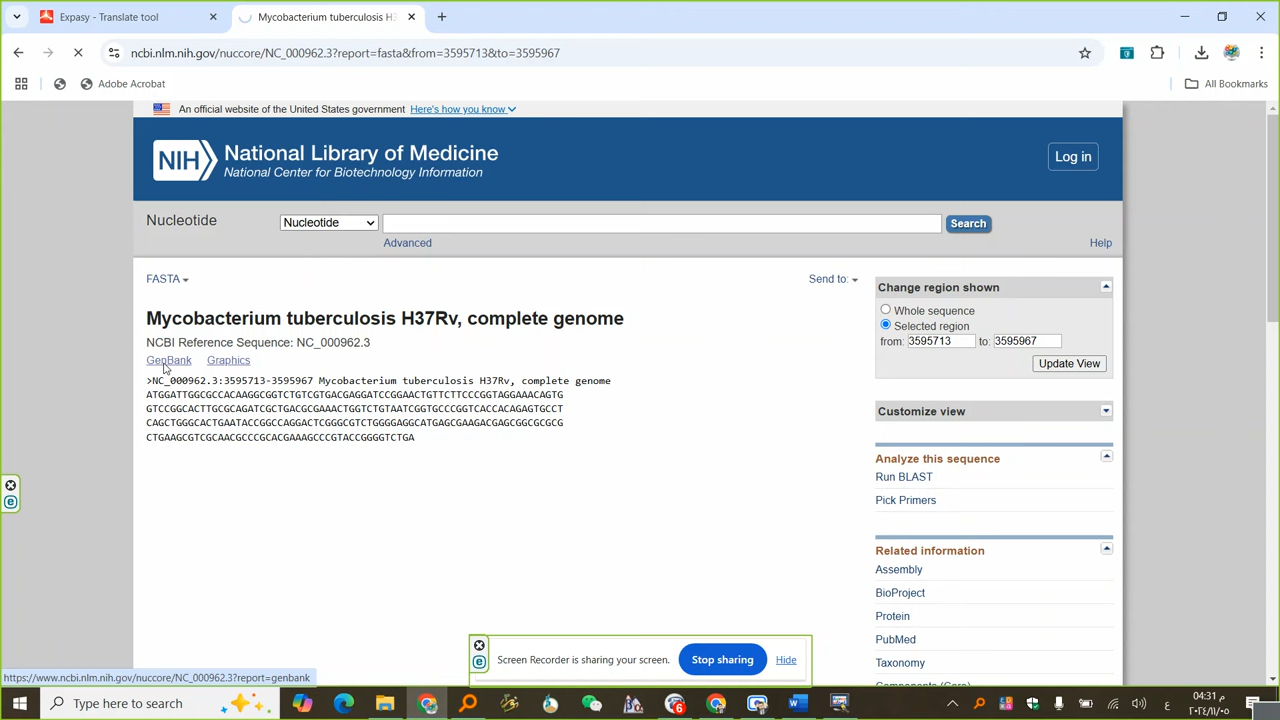 Expasy - Translate tool
Mycobacterium tuberculosis H3
ncbi.nlm.nih.gov/nuccore/NC_000962.3?report=fasta&from=3595713&to=3595967
Adobe Acrobat
All Bookmarks
An official website of the United States government Here's how you know
NIH National Library of Medicine
National Center for Biotechnology Information
Log in
Nucleotide
Nucleotide
Search
Advanced
Help
FASTA
Send to:
Change region shown
Whole sequence
Selected region
from: 3595713 to: 3595967
Update View
Mycobacterium tuberculosis H37Rv, complete genome
NCBI Reference Sequence: NC_000962.3
GenBank Graphics
>NC_000962.3:3595713-3595967 Mycobacterium tuberculosis H37Rv, complete genome
ATGGATTGGCGCCACAAGGCGGTCTGTCGTGACGAGGATCCGGAACTGTTCTTCCCGGTAGGAAACAGTG
GTCCGGCACTTGCGCAGATCGCTGACGCGAAACTGGTCTGTAATCGGTGCCCGGTCACCACAGAGTGCCT
CAGCTGGGCACTGAATACCGGCCAGGACTCGGGCGTCTGGGGAGGCATGAGCGAAGACGAGCGGCGCGCG
CTGAAGCGTCGCAACGCCCGCACGAAAGCCCGTACCGGGGTCTGA
Customize view
Analyze this sequence
Run BLAST
Pick Primers
Related information
Assembly
BioProject
Protein
PubMed
Taxonomy
Screen Recorder is sharing your screen.
Stop sharing
Hide
https://www.ncbi.nlm.nih.gov/nuccore/NC_000962.3?report=genbank
Type here to search
6
ع
04:31 م